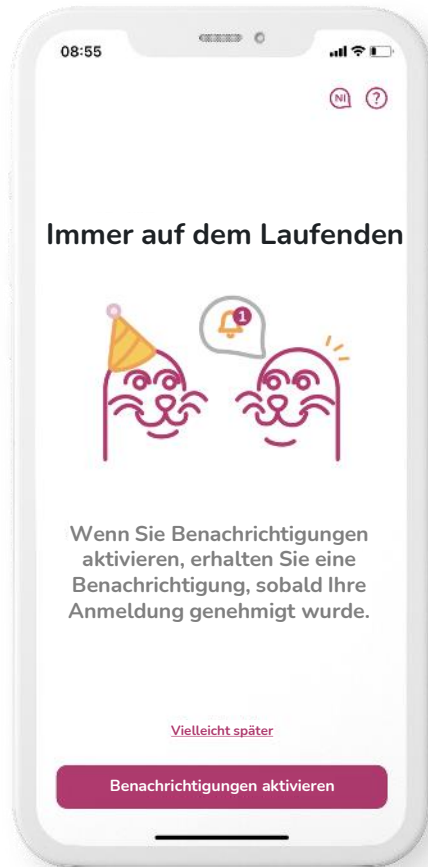 08:55
NI ?
Immer auf dem Laufenden
1
Wenn Sie Benachrichtigungen
aktivieren, erhalten Sie eine
Benachrichtigung, sobald Ihre
Anmeldung genehmigt wurde.
Vielleicht später
Benachrichtigungen aktivieren